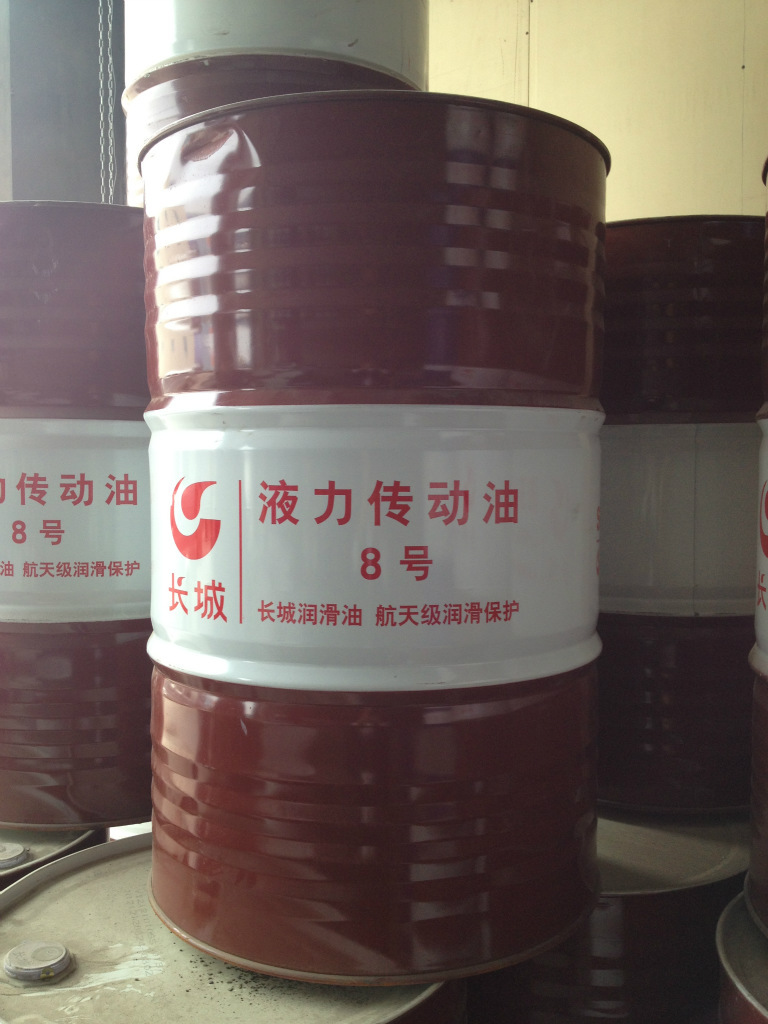 液力传动油
8号
长城
长城润滑油 航天级润滑保护
力传动油
8号
油 航天级润滑保护
长